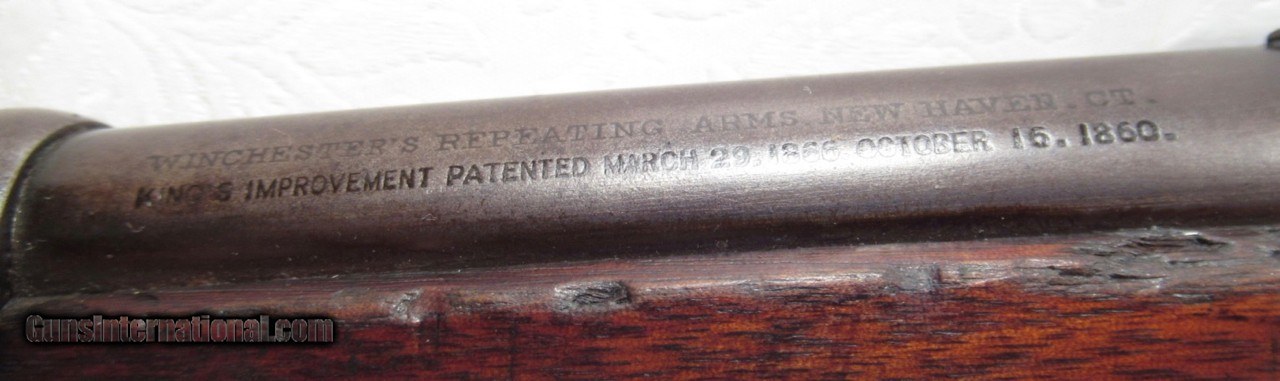 WINCHESTER'S REPEATING ARMS NEW HAVEN. CT.
KING'S IMPROVEMENT PATENTED MARCH 29. 1866 OCTOBER 16. 1860.
GunsInternational.com